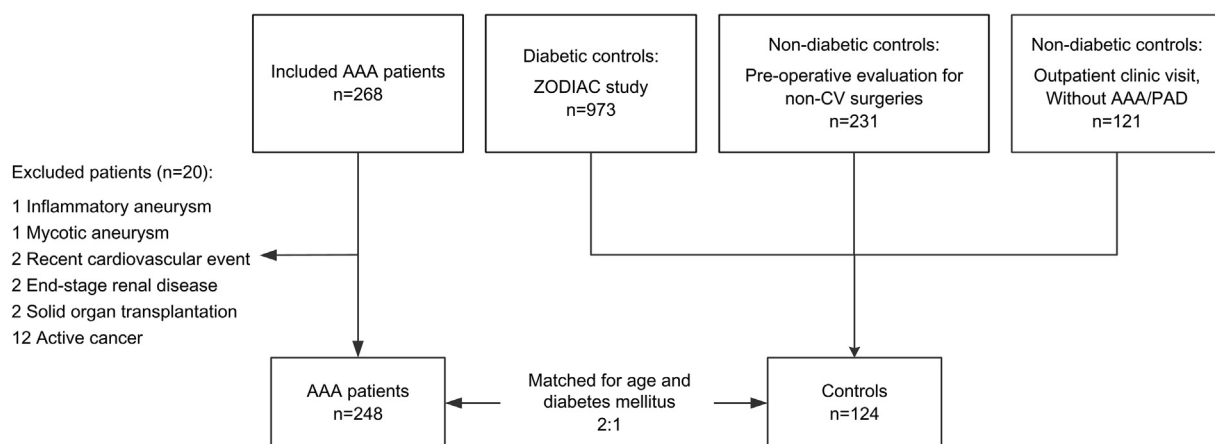 Included AAA patients
n=268
Diabetic controls:
ZODIAC study
n=973
Non-diabetic controls:
Pre-operative evaluation for
non-CV surgeries
n=231
Non-diabetic controls:
Outpatient clinic visit,
Without AAA/PAD
n=121
Excluded patients (n=20):
1 Inflammatory aneurysm
1 Mycotic aneurysm
2 Recent cardiovascular event
2 End-stage renal disease
2 Solid organ transplantation
12 Active cancer
AAA patients
n=248
Matched for age and
diabetes mellitus
2:1
Controls
n=124